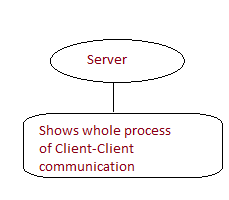 Server
Shows whole process
of Client-Client
communication